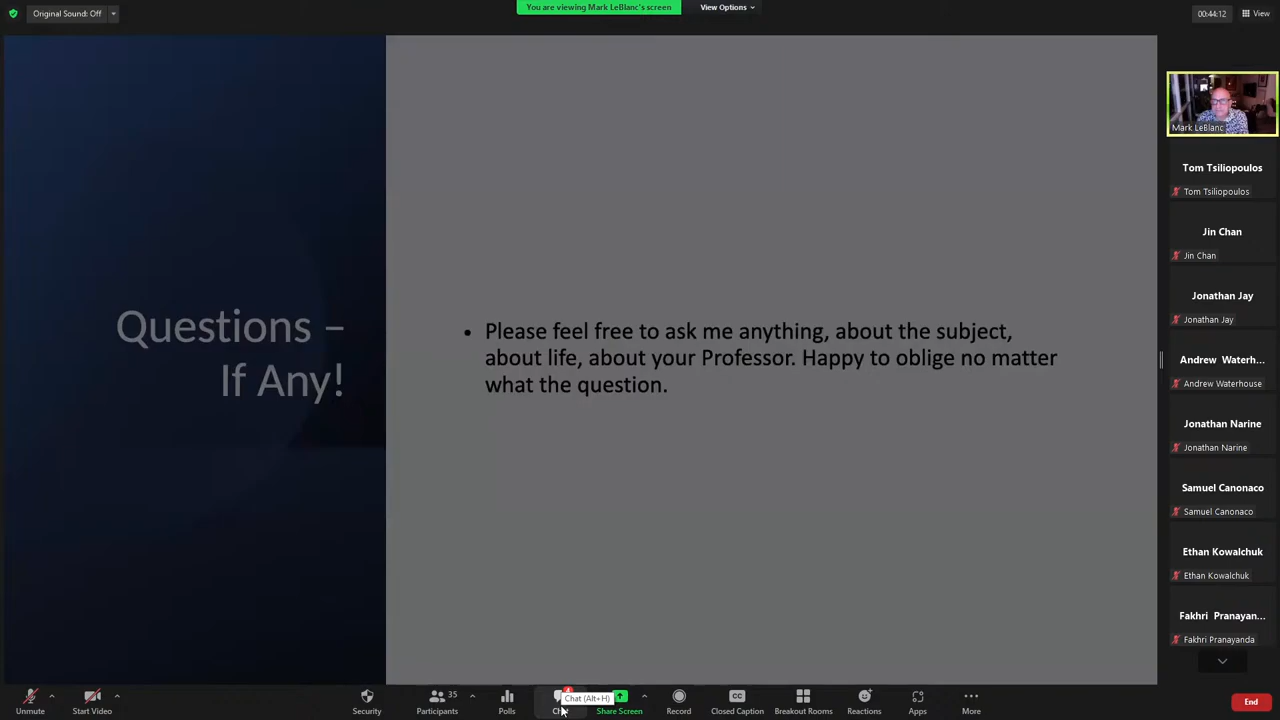 Original Sound: Off
You are viewing Mark LeBlanc's screen
View Options
00:44:12
View
Mark LeBlanc
Tom Tsiliopoulos
Tom Tsiliopoulos
Jin Chan
Jin Chan
Jonathan Jay
Jonathan Jay
Andrew Waterh...
Andrew Waterhouse
Jonathan Narine
Jonathan Narine
Samuel Canonaco
Samuel Canonaco
Ethan Kowalchuk
Ethan Kowalchuk
Fakhri Pranayan...
Fakhri Pranayanda
Questions –
If Any!
• Please feel free to ask me anything, about the subject,
about life, about your Professor. Happy to oblige no matter
what the question.
Unmute
Start Video
Security
35
Participants
Polls
4
Chat (Alt+H)
Share Screen
Record
CC
Closed Caption
Breakout Rooms
Reactions
Apps
More
End